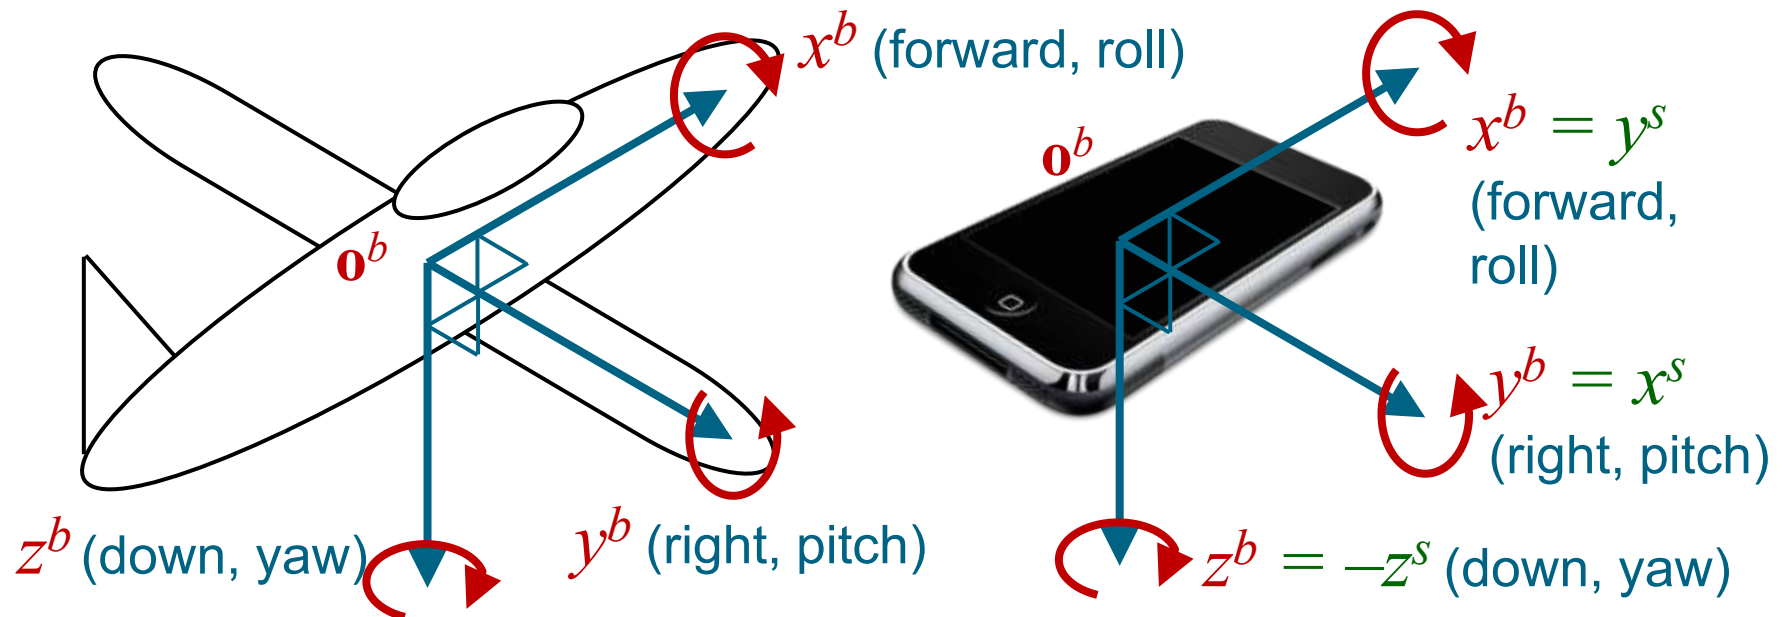 x^b (forward, roll)
o^b
y^b (right, pitch)
z^b (down, yaw)
o^b
x^b = y^s
(forward,
roll)
y^b = x^s
(right, pitch)
z^b = –z^s (down, yaw)